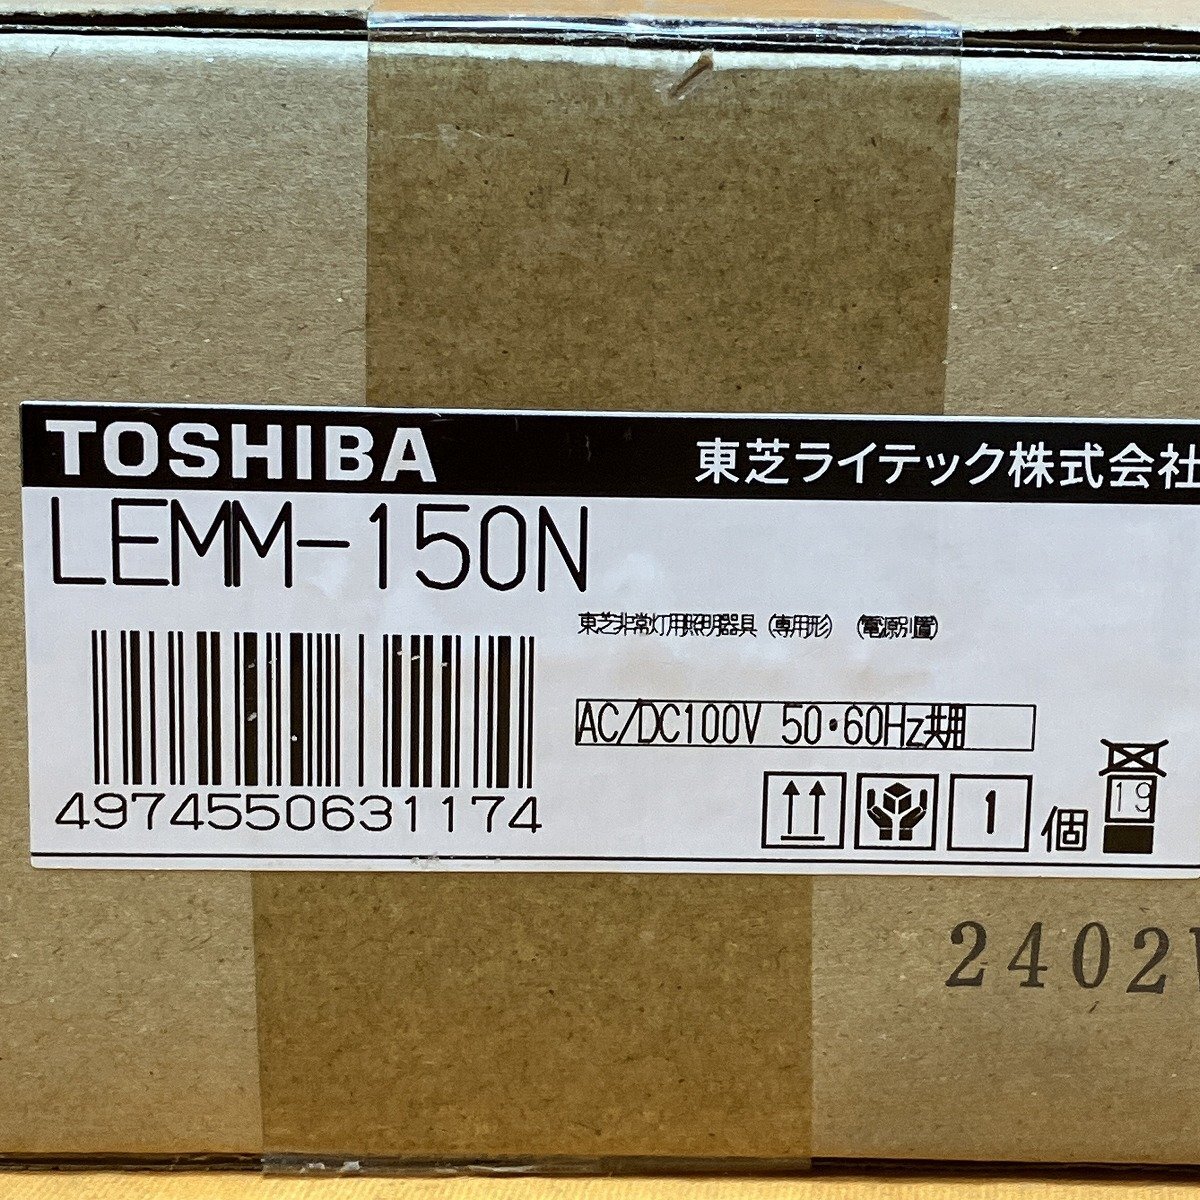 TOSHIBA 東芝ライテック株式会社
LEMM-150N
東芝非常灯用照明器具 (専用形) (電源別置)
AC/DC100V 50・60Hz共用
4974550631174
1 個
19
2402